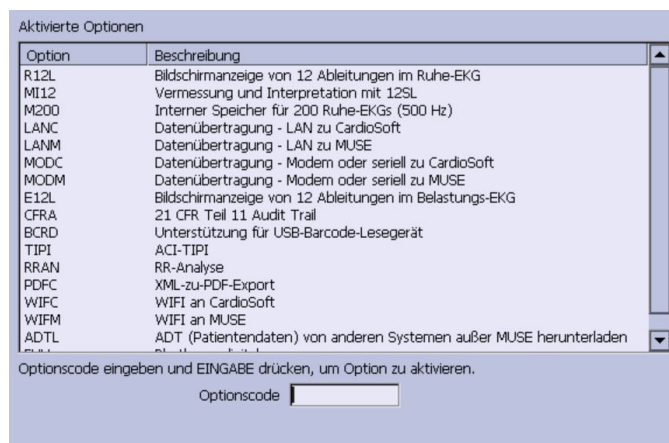 Aktivierte Optionen
Option Beschreibung
R12L Bildschirmanzeige von 12 Ableitungen im Ruhe-EKG
MI12 Vermessung und Interpretation mit 12SL
M200 Interner Speicher für 200 Ruhe-EKGs (500 Hz)
LANC Datenübertragung - LAN zu CardioSoft
LANM Datenübertragung - LAN zu MUSE
MODC Datenübertragung - Modem oder seriell zu CardioSoft
MODM Datenübertragung - Modem oder seriell zu MUSE
E12L Bildschirmanzeige von 12 Ableitungen im Belastungs-EKG
CFRA 21 CFR Teil 11 Audit Trail
BCRD Unterstützung für USB-Barcode-Lesegerät
TIPI ACI-TIPI
RRAN RR-Analyse
PDFC XML-zu-PDF-Export
WIFC WIFI an CardioSoft
WIFM WIFI an MUSE
ADTL ADT (Patientendaten) von anderen Systemen außer MUSE herunterladen
Optionscode eingeben und EINGABE drücken, um Option zu aktivieren.
Optionscode